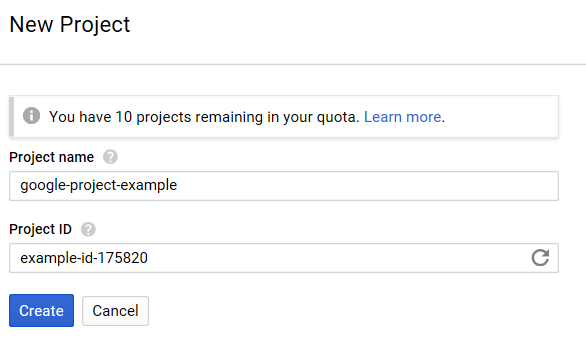 New Project
You have 10 projects remaining in your quota. Learn more.
Project name
google-project-example
Project ID
example-id-175820
Create Cancel